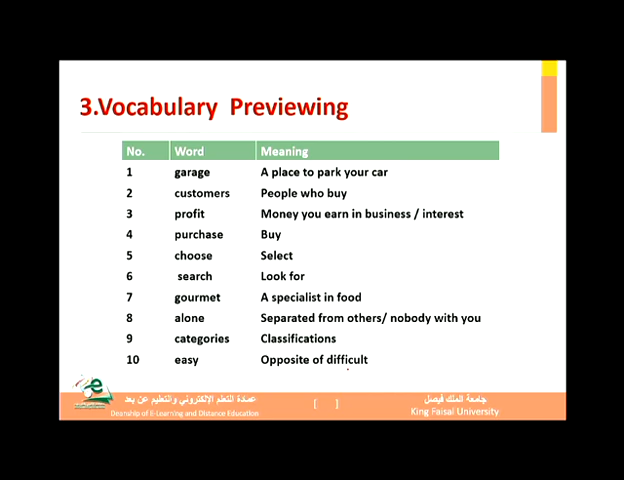 3.Vocabulary Previewing
No. Word Meaning
1 garage A place to park your car
2 customers People who buy
3 profit Money you earn in business / interest
4 purchase Buy
5 choose Select
6 search Look for
7 gourmet A specialist in food
8 alone Separated from others/ nobody with you
9 categories Classifications
10 easy Opposite of difficult
عمادة التعلم الإلكتروني والتعليم عن بعد
Deanship of E-Learning and Distance Education
[ ]
جامعة الملك فيصل
King Faisal University